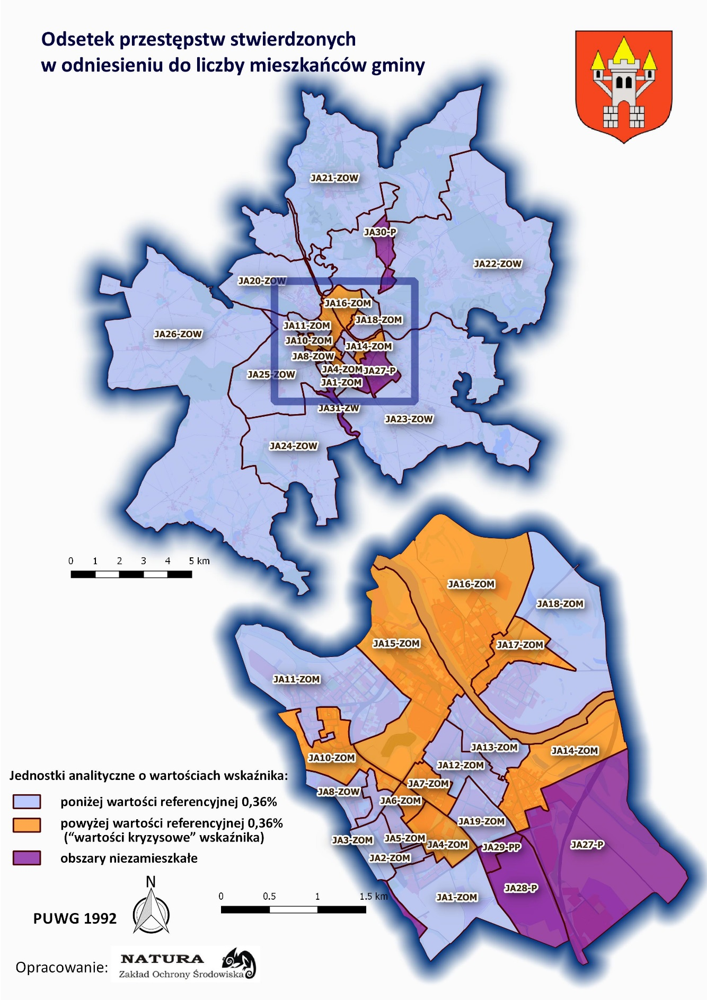 Odsetek przestępstw stwierdzonych
w odniesieniu do liczby mieszkańców gminy
JA21-ZOW
JA30-P
JA22-ZOW
JA20-ZOW
JA16-ZOM
JA18-ZOM
JA11-ZOM
JA26-ZOW
JA10-ZOM
JA14-ZOM
JA8-ZOW
JA4-ZOM
JA27-P
JA25-ZOW
JA1-ZOM
JA31-ZW
JA23-ZOW
JA24-ZOW
0 1 2 3 4 5 km
JA16-ZOM
JA18-ZOM
JA15-ZOM
JA17-ZOM
JA11-ZOM
JA13-ZOM
JA14-ZOM
JA10-ZOM
JA12-ZOM
JA7-ZOM
JA8-ZOW
JA6-ZOM
JA19-ZOM
JA3-ZOM
JA5-ZOM
JA4-ZOM
JA29-PP
JA27-P
JA2-ZOM
JA28-P
JA1-ZOM
Jednostki analityczne o wartościach wskaźnika:
poniżej wartości referencyjnej 0,36%
powyżej wartości referencyjnej 0,36%
(“wartości kryzysowe” wskaźnika)
obszary niezamieszkałe
N
0 0.5 1 1.5 km
PUWG 1992
Opracowanie:
NATURA
Zakład Ochrony Środowiska